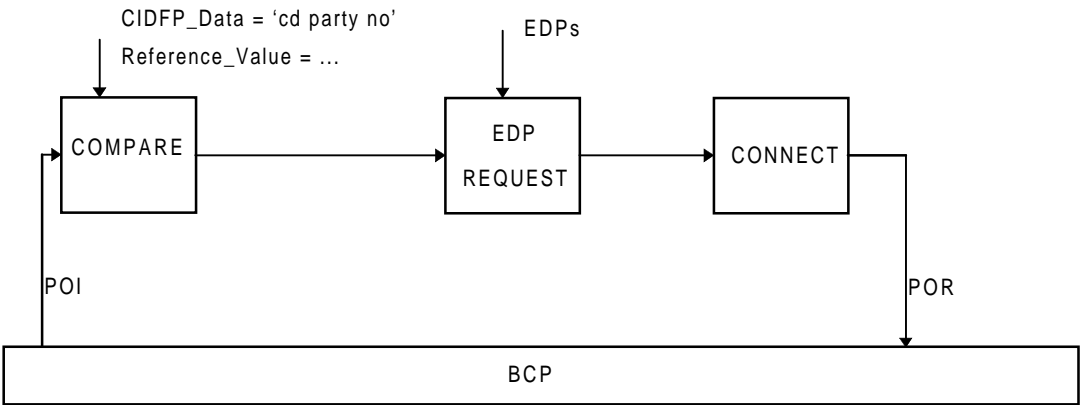 CIDFP_Data = 'cd party no'
Reference_Value = ...
EDPs
COMPARE
EDP
REQUEST
CONNECT
POI
POR
BCP